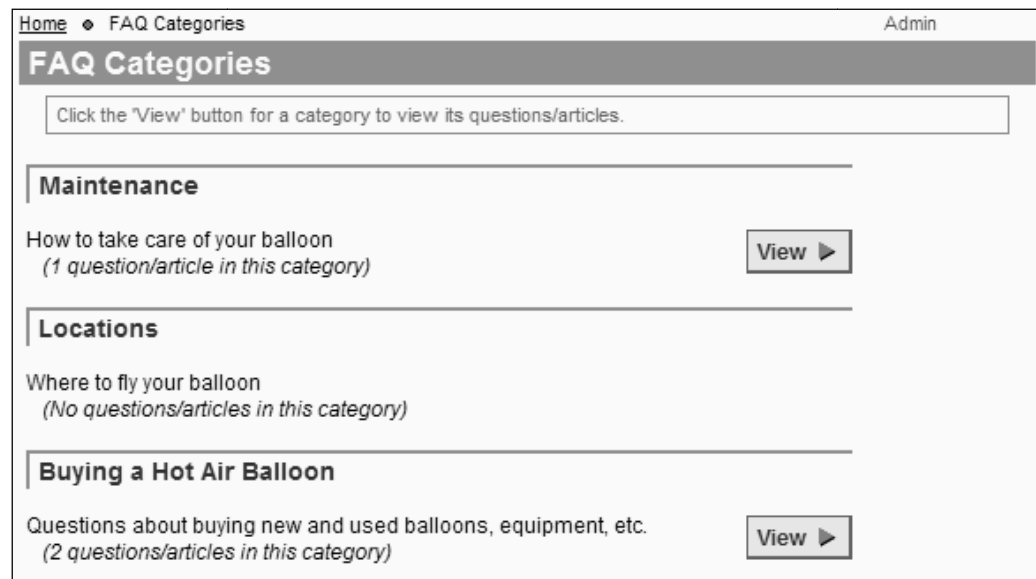 Home • FAQ Categories Admin
FAQ Categories
Click the 'View' button for a category to view its questions/articles.
Maintenance
How to take care of your balloon
(1 question/article in this category)
View
Locations
Where to fly your balloon
(No questions/articles in this category)
Buying a Hot Air Balloon
Questions about buying new and used balloons, equipment, etc.
(2 questions/articles in this category)
View